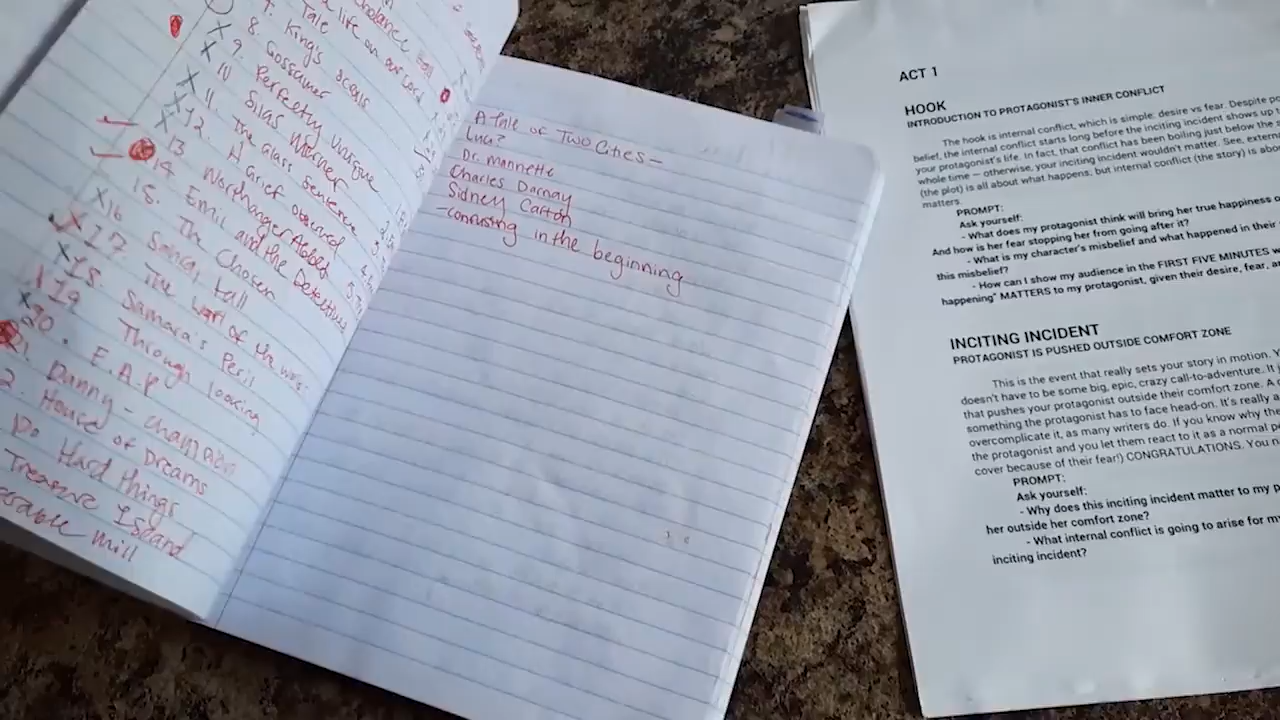 life on our
Tale
Kings
8. Gossamer
9. Perfectly Unique
10 Silas Warner
11. The Glass Sentence
X12 A Grief Observed
13 Northanger Abbey
14 Emil and the Detectives
15. The Chosen
X16
X17 Sarah, tall
X18. The war of the
19 Samara's Peril
20 Through looking
E.A.P
Danny - champion
2. House of Dreams
Do Hard things
Treasure Island
mill
A Tale of Two Cities -
Luci?
Dr. Mannette
Charles Darnay
Sidney Carton
- confusing in the beginning
ACT 1
HOOK
INTRODUCTION TO PROTAGONIST'S INNER CONFLICT
The hook is internal conflict, which is simple: desire vs fear. Despite
belief, the internal conflict starts long before the inciting incident shows up
your protagonist's life. In fact, that conflict has been boiling just below the
whole time — otherwise, your inciting incident wouldn't matter. See,
(the plot) is all about what happens, but internal conflict (the story) is
matters.
PROMPT:
Ask yourself:
- What does my protagonist think will bring her true happiness
And how is her fear stopping her from going after it?
- What is my character's misbelief and what happened in their
this misbelief?
- How can I show my audience in the FIRST FIVE MINUTES
happening" MATTERS to my protagonist, given their desire, fear,
INCITING INCIDENT
PROTAGONIST IS PUSHED OUTSIDE COMFORT ZONE
This is the event that really sets your story in motion.
doesn't have to be some big, epic, crazy call-to-adventure. It
that pushes your protagonist outside their comfort zone. A
something the protagonist has to face head-on. It's really
overcomplicate it, as many writers do. If you know why the
the protagonist and you let them react to it as a normal
cover because of their fear!) CONGRATULATIONS. You
PROMPT:
Ask yourself:
- Why does this inciting incident matter to my
her outside her comfort zone?
- What internal conflict is going to arise for
inciting incident?